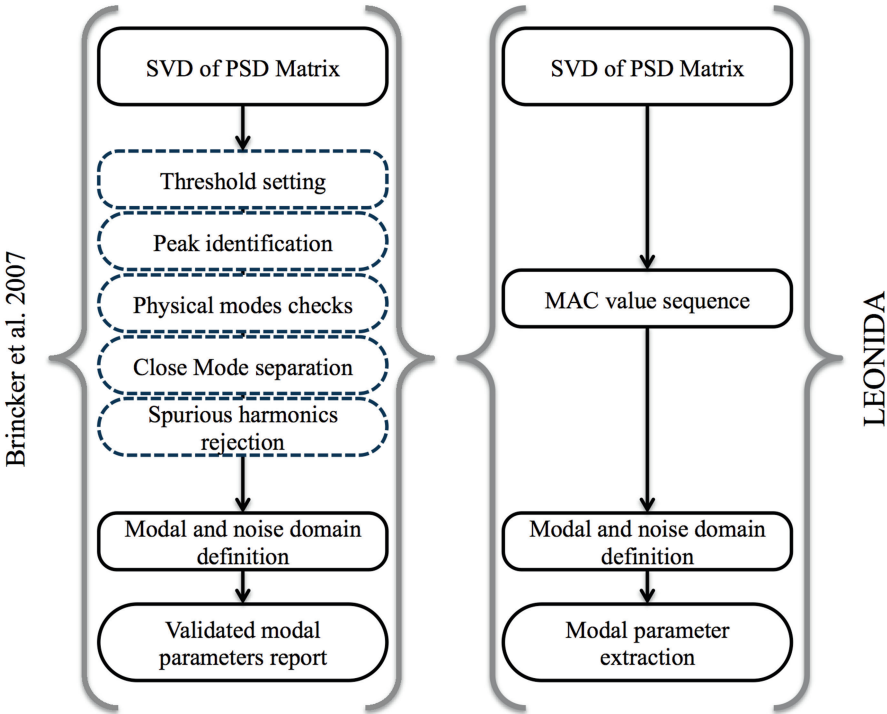 Brincker et al. 2007
SVD of PSD Matrix
Threshold setting
Peak identification
Physical modes checks
Close Mode separation
Spurious harmonics
rejection
Modal and noise domain
definition
Validated modal
parameters report
SVD of PSD Matrix
MAC value sequence
Modal and noise domain
definition
Modal parameter
extraction
LEONIDA